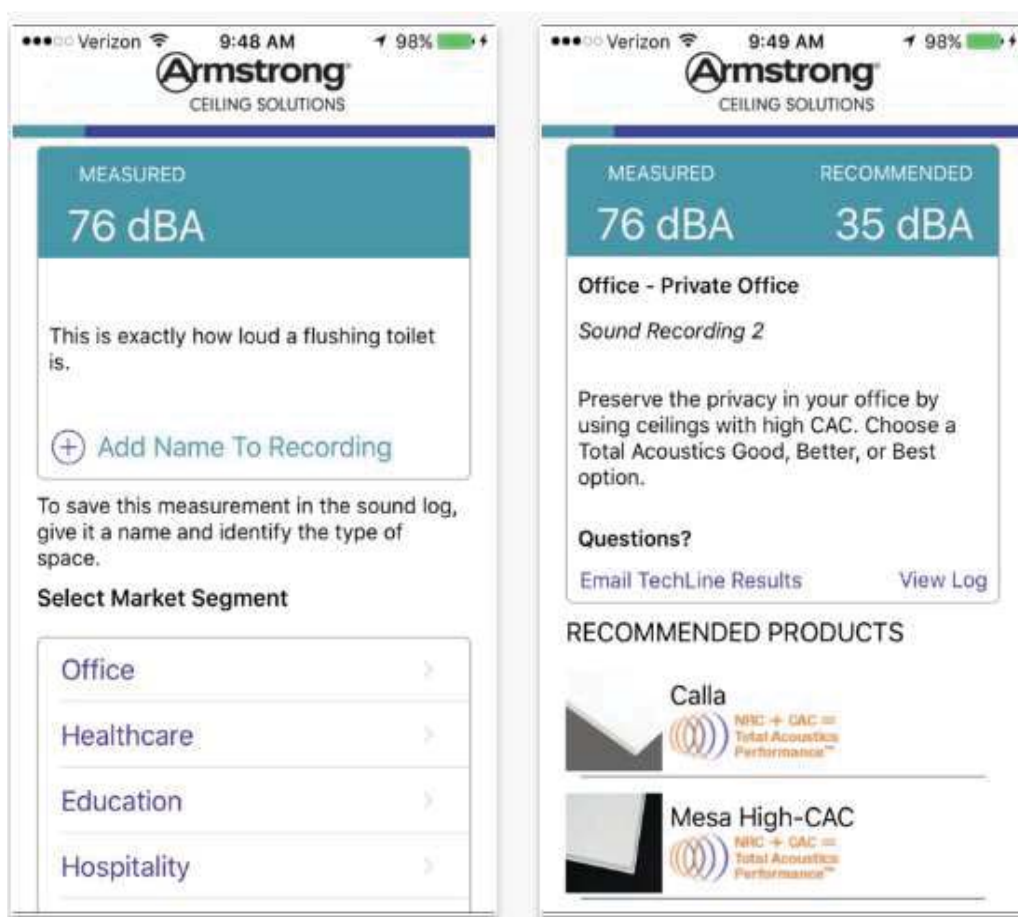 Verizon 9:48 AM 98%
Armstrong
CEILING SOLUTIONS
MEASURED
76 dBA
This is exactly how loud a flushing toilet
is.
Add Name To Recording
To save this measurement in the sound log,
give it a name and identify the type of
space.
Select Market Segment
Office
Healthcare
Education
Hospitality
Verizon 9:49 AM 98%
Armstrong
CEILING SOLUTIONS
MEASURED RECOMMENDED
76 dBA 35 dBA
Office - Private Office
Sound Recording 2
Preserve the privacy in your office by
using ceilings with high CAC. Choose a
Total Acoustics Good, Better, or Best
option.
Questions?
Email TechLine Results View Log
RECOMMENDED PRODUCTS
Calla
NRC + CAC =
Total Acoustics
Performance™
Mesa High-CAC
NRC + CAC =
Total Acoustics
Performance™